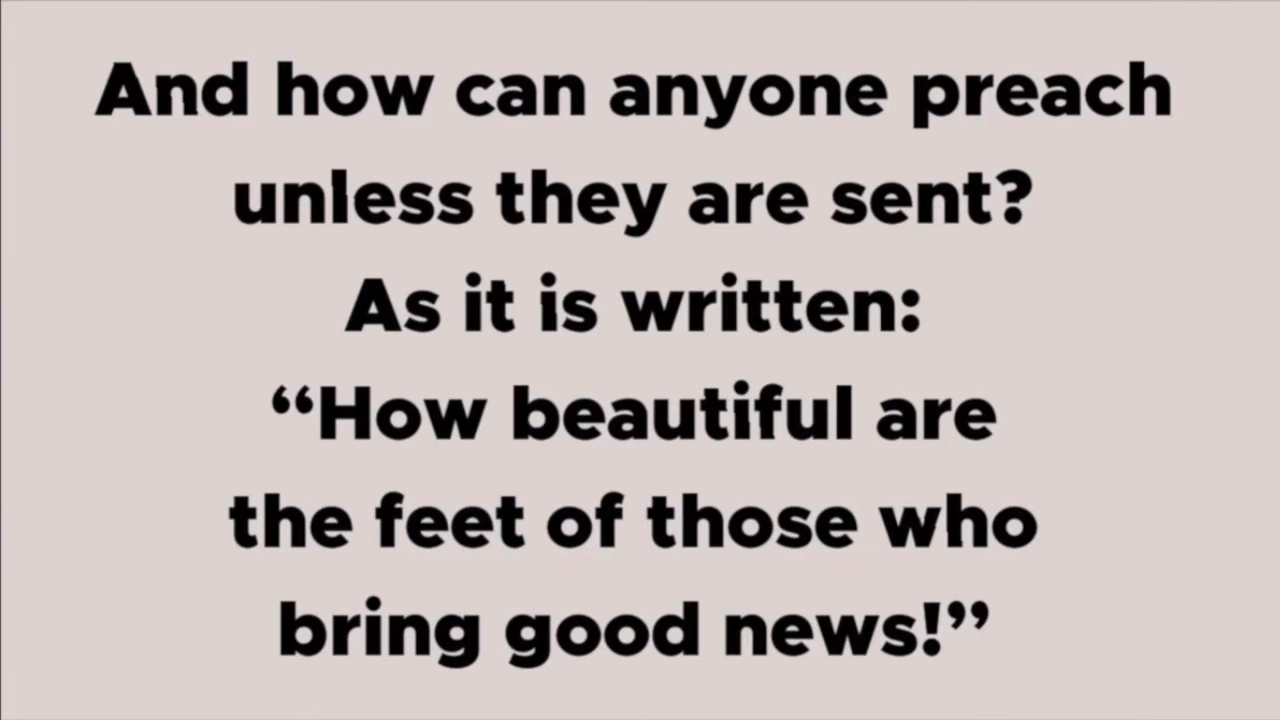 And how can anyone preach
unless they are sent?
As it is written:
“How beautiful are
the feet of those who
bring good news!”